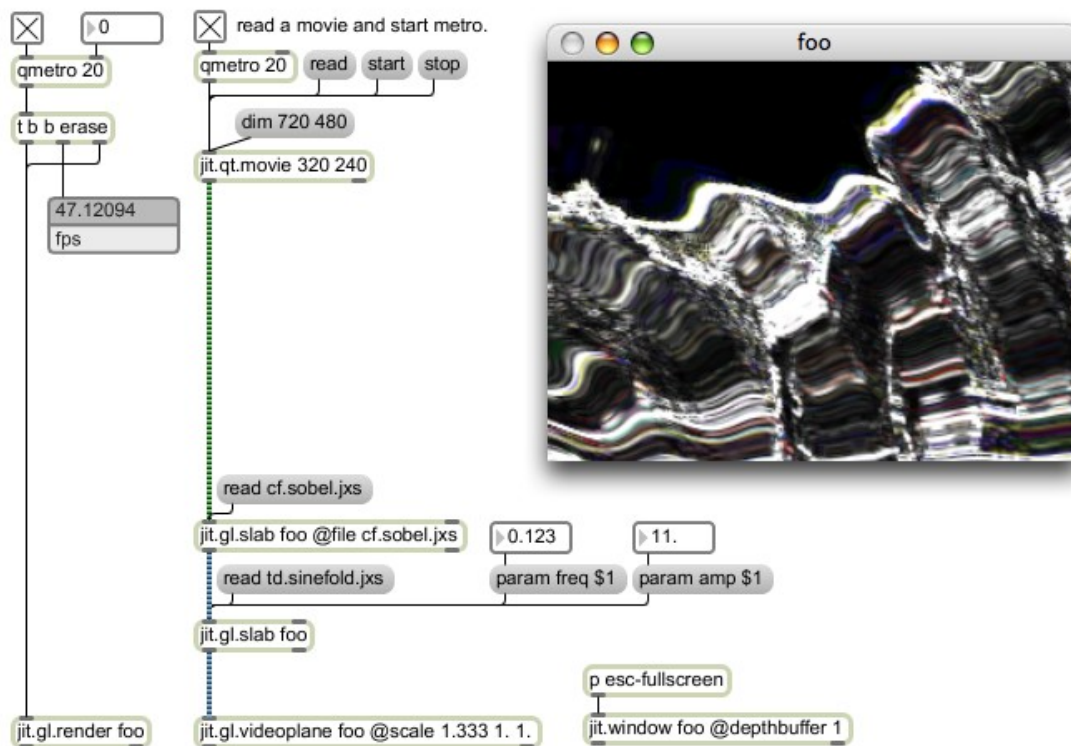 read a movie and start metro.
0
qmetro 20
qmetro 20
read
start
stop
t b b erase
dim 720 480
jit.qt.movie 320 240
47.12094
fps
foo
read cf.sobel.jxs
jit.gl.slab foo @file cf.sobel.jxs
0.123
11.
read td.sinefold.jxs
param freq $1
param amp $1
jit.gl.slab foo
p esc-fullscreen
jit.gl.render foo
jit.gl.videoplane foo @scale 1.333 1. 1.
jit.window foo @depthbuffer 1